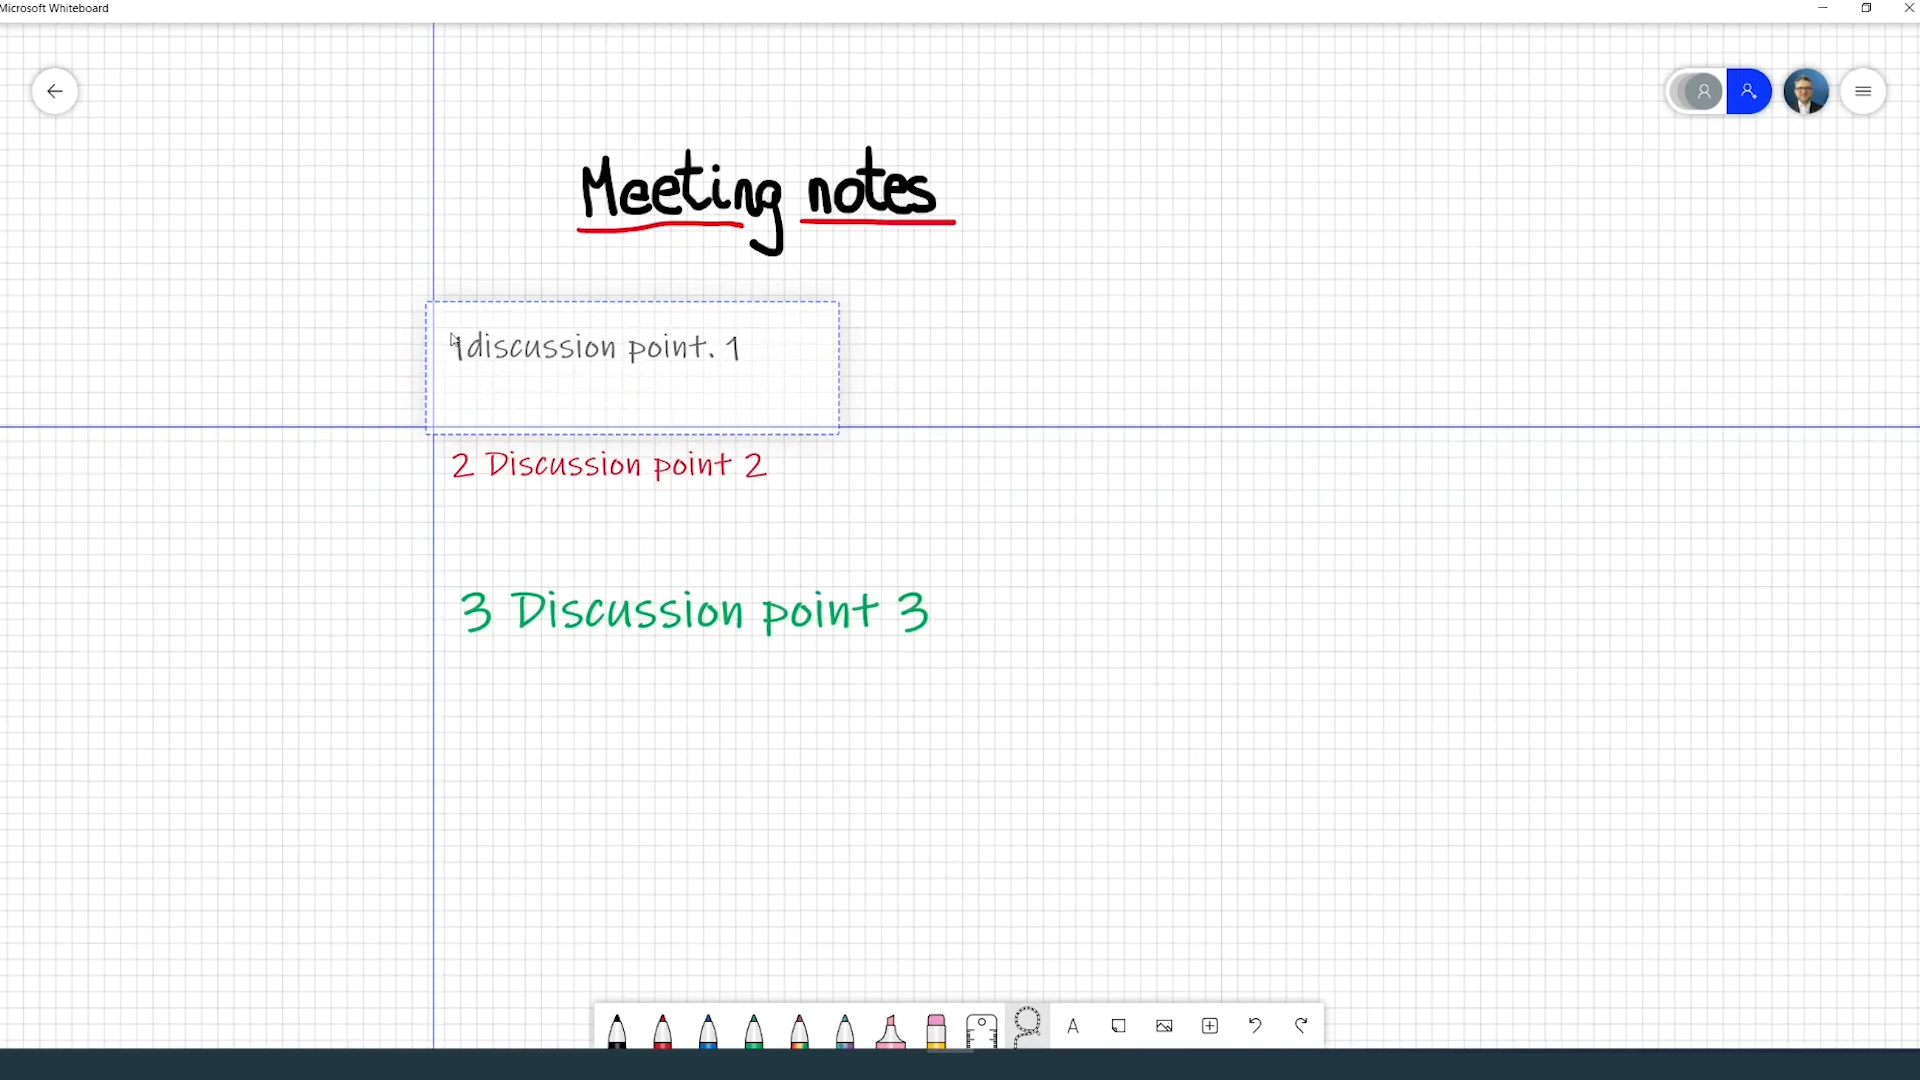 Microsoft Whiteboard
Meeting notes
1discussion point. 1
2 Discussion point 2
3 Discussion point 3
A